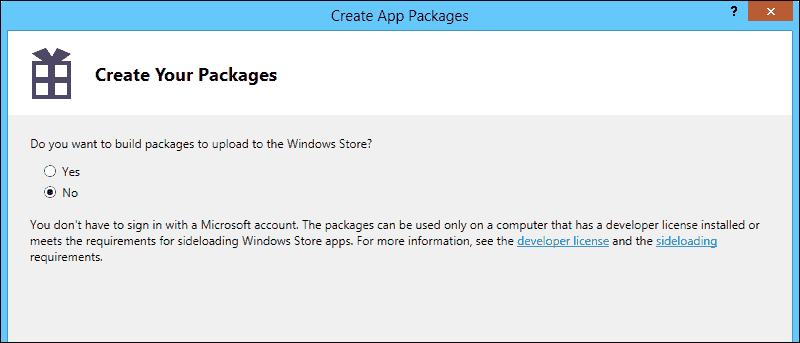 Create App Packages
?
Create Your Packages
Do you want to build packages to upload to the Windows Store?
Yes
No
You don't have to sign in with a Microsoft account. The packages can be used only on a computer that has a developer license installed or
meets the requirements for sideloading Windows Store apps. For more information, see the developer license and the sideloading
requirements.